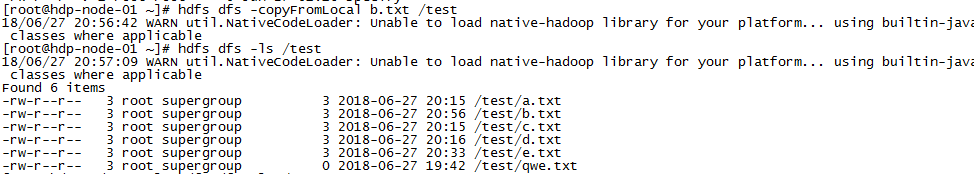 [root@hdp-node-01 ~]# hdfs dfs -copyFromLocal b.txt /test
18/06/27 20:56:42 WARN util.NativeCodeLoader: Unable to load native-hadoop library for your platform... using builtin-java
 classes where applicable
[root@hdp-node-01 ~]# hdfs dfs -ls /test
18/06/27 20:57:09 WARN util.NativeCodeLoader: Unable to load native-hadoop library for your platform... using builtin-java
 classes where applicable
Found 6 items
-rw-r--r--   3 root supergroup          3 2018-06-27 20:15 /test/a.txt
-rw-r--r--   3 root supergroup          3 2018-06-27 20:56 /test/b.txt
-rw-r--r--   3 root supergroup          3 2018-06-27 20:15 /test/c.txt
-rw-r--r--   3 root supergroup          3 2018-06-27 20:16 /test/d.txt
-rw-r--r--   3 root supergroup          3 2018-06-27 20:33 /test/e.txt
-rw-r--r--   3 root supergroup          0 2018-06-27 19:42 /test/qwe.txt